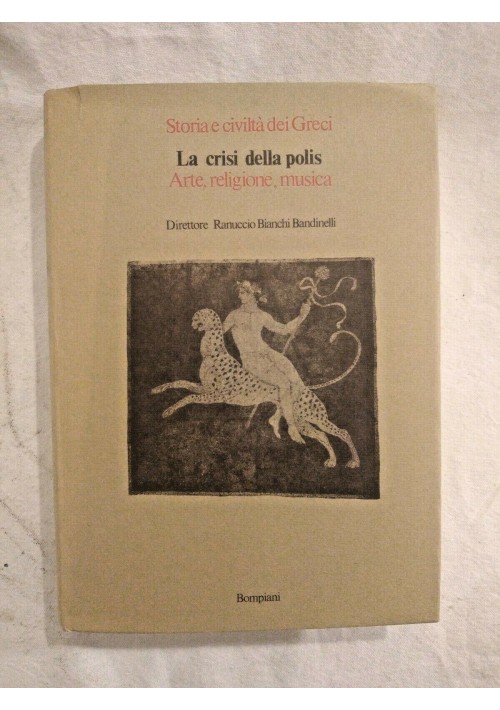 Storia e civiltà dei Greci
La crisi della polis
Arte, religione, musica
Direttore Ranuccio Bianchi Bandinelli
Bompiani